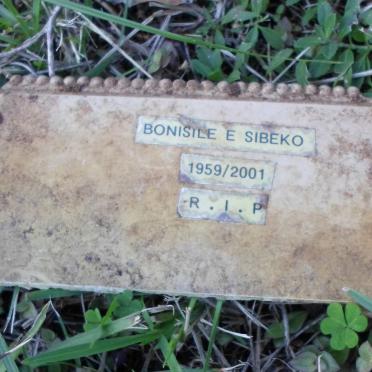 BONISILE E SIBEKO
1959/2001
R.I.P